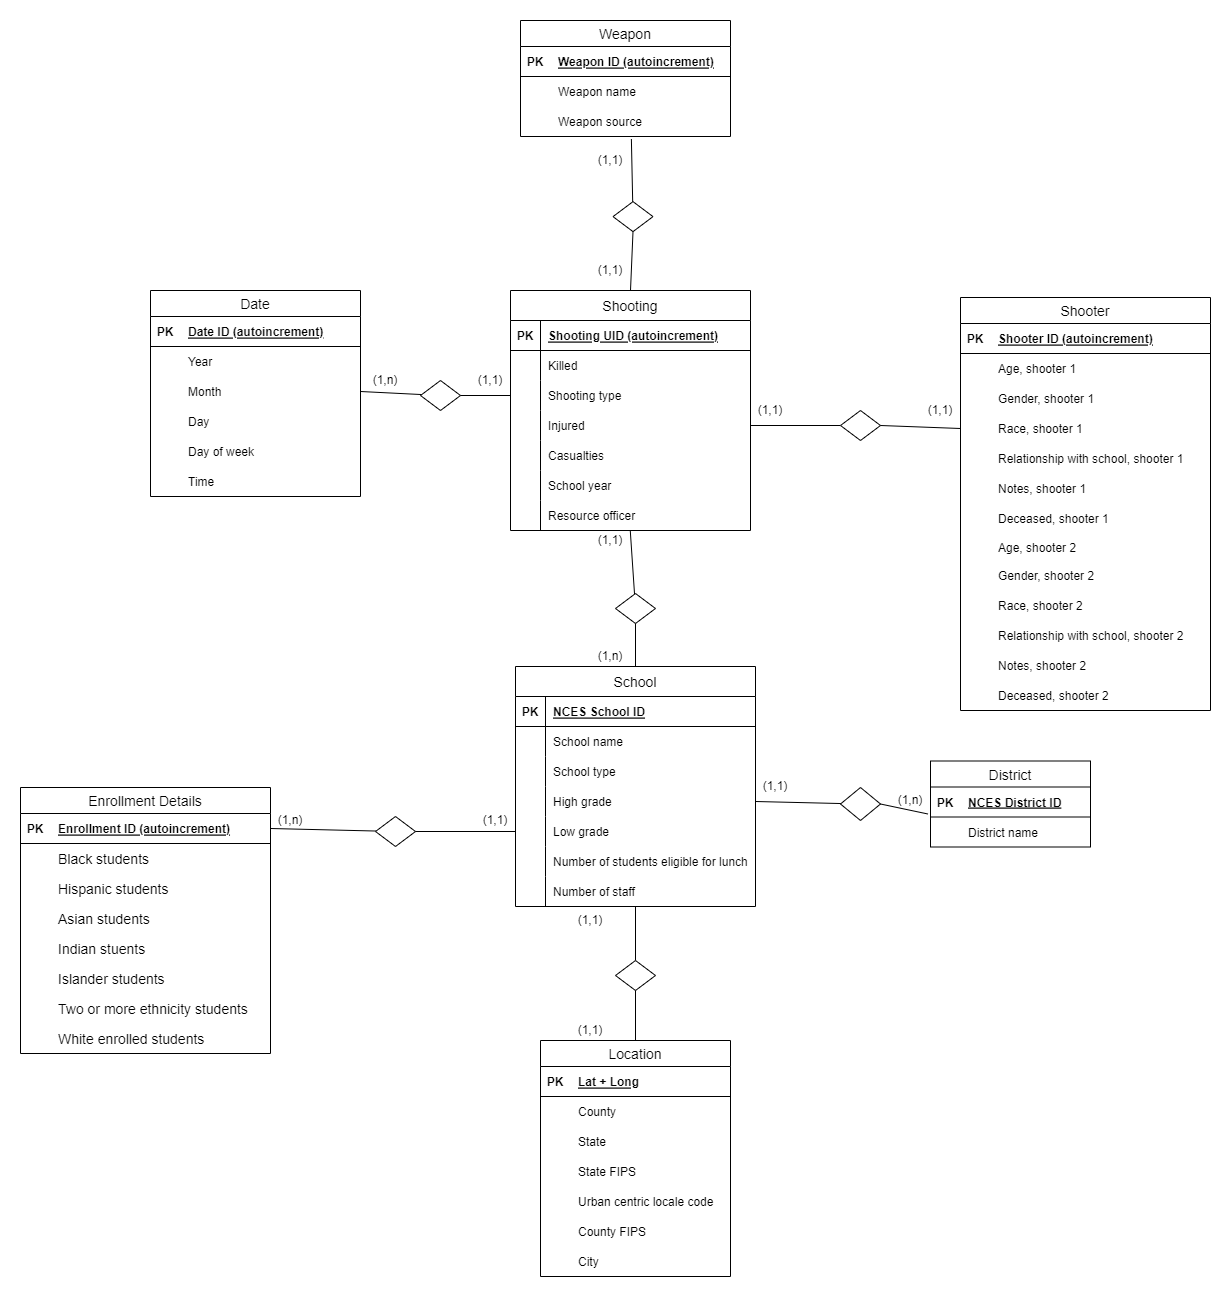 Weapon
PK Weapon ID (autoincrement)
Weapon name
Weapon source
(1,1)
(1,1)
Date
PK Date ID (autoincrement)
Year
Month
Day
Day of week
Time
(1,n)
(1,1)
Shooting
PK Shooting UID (autoincrement)
Killed
Shooting type
Injured
Casualties
School year
Resource officer
(1,1)
(1,1)
Shooter
PK Shooter ID (autoincrement)
Age, shooter 1
Gender, shooter 1
Race, shooter 1
Relationship with school, shooter 1
Notes, shooter 1
Deceased, shooter 1
Age, shooter 2
Gender, shooter 2
Race, shooter 2
Relationship with school, shooter 2
Notes, shooter 2
Deceased, shooter 2
(1,1)
(1,n)
School
PK NCES School ID
School name
School type
High grade
Low grade
Number of students eligible for lunch
Number of staff
(1,1)
(1,n)
District
PK NCES District ID
District name
Enrollment Details
PK Enrollment ID (autoincrement)
Black students
Hispanic students
Asian students
Indian stuents
Islander students
Two or more ethnicity students
White enrolled students
(1,n)
(1,1)
(1,1)
(1,1)
Location
PK Lat + Long
County
State
State FIPS
Urban centric locale code
County FIPS
City